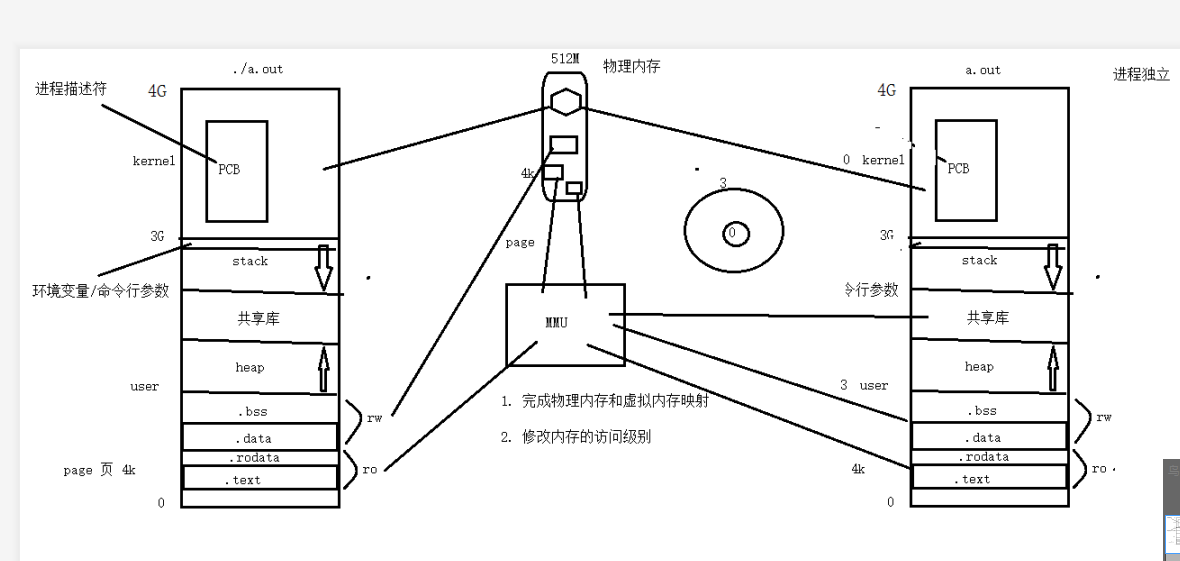 512M
物理内存
./a.out
a.out
进程独立
进程描述符
4G
4G
kernel
PCB
4k
3
0
0 kernel
PCB
3G
3G
page
stack
stack
环境变量/命令行参数
令行参数
共享库
MMU
共享库
heap
heap
user
3 user
1. 完成物理内存和虚拟内存映射
.bss
rw
.bss
rw
2. 修改内存的访问级别
.data
.data
.rodata
.rodata
page 页 4k
ro
4k
ro
.text
.text
0
0